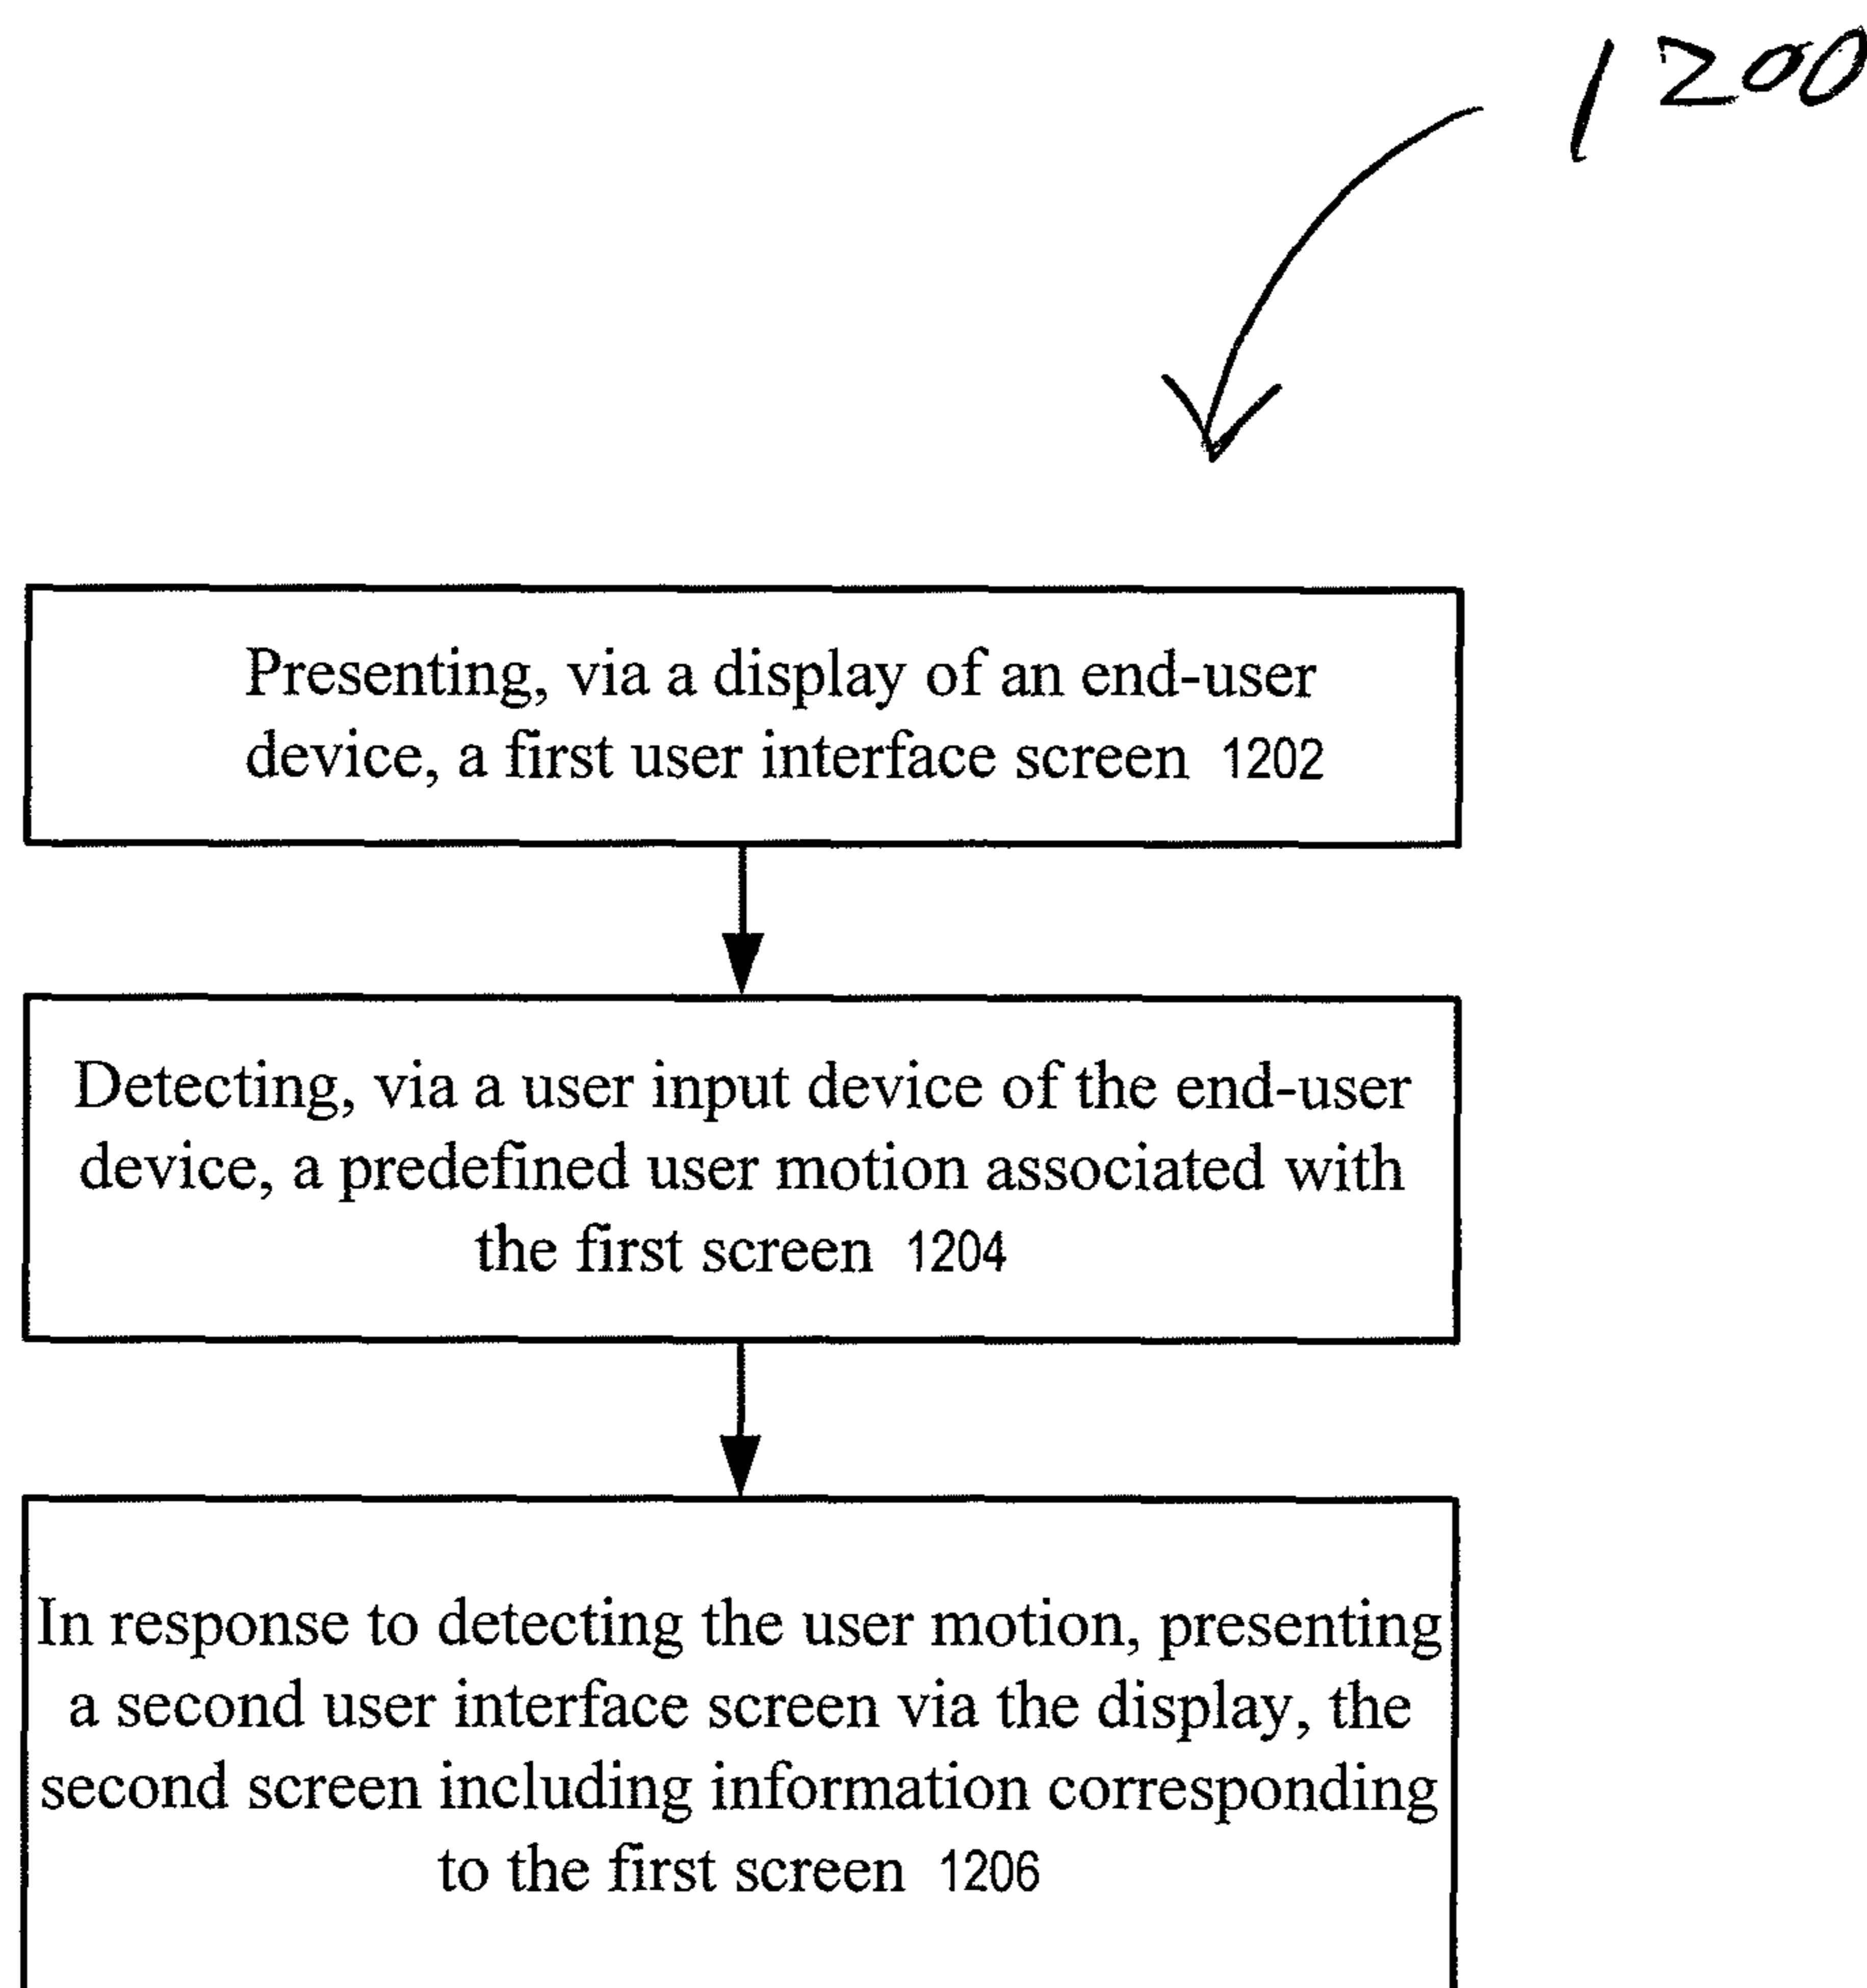 1200
Presenting, via a display of an end-user
device, a first user interface screen 1202
Detecting, via a user input device of the end-user
device, a predefined user motion associated with
the first screen 1204
In response to detecting the user motion, presenting
a second user interface screen via the display, the
second screen including information corresponding
to the first screen 1206